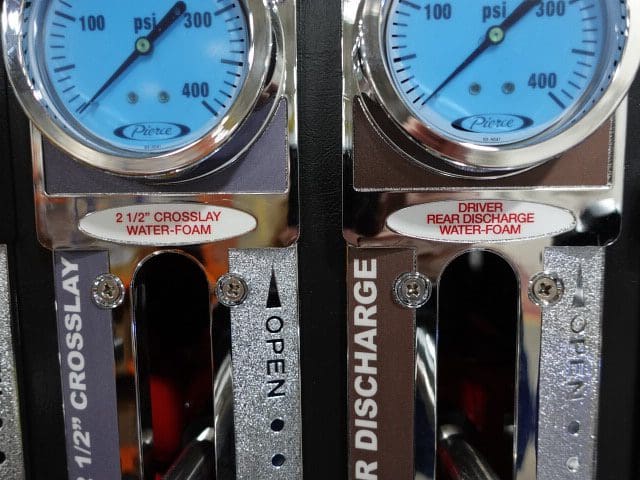 100 psi 300
400
Pierce
2 1/2" CROSSLAY
WATER-FOAM
2 1/2" CROSSLAY
OPEN
100 psi 300
400
Pierce
DRIVER
REAR DISCHARGE
WATER-FOAM
R DISCHARGE
OPEN